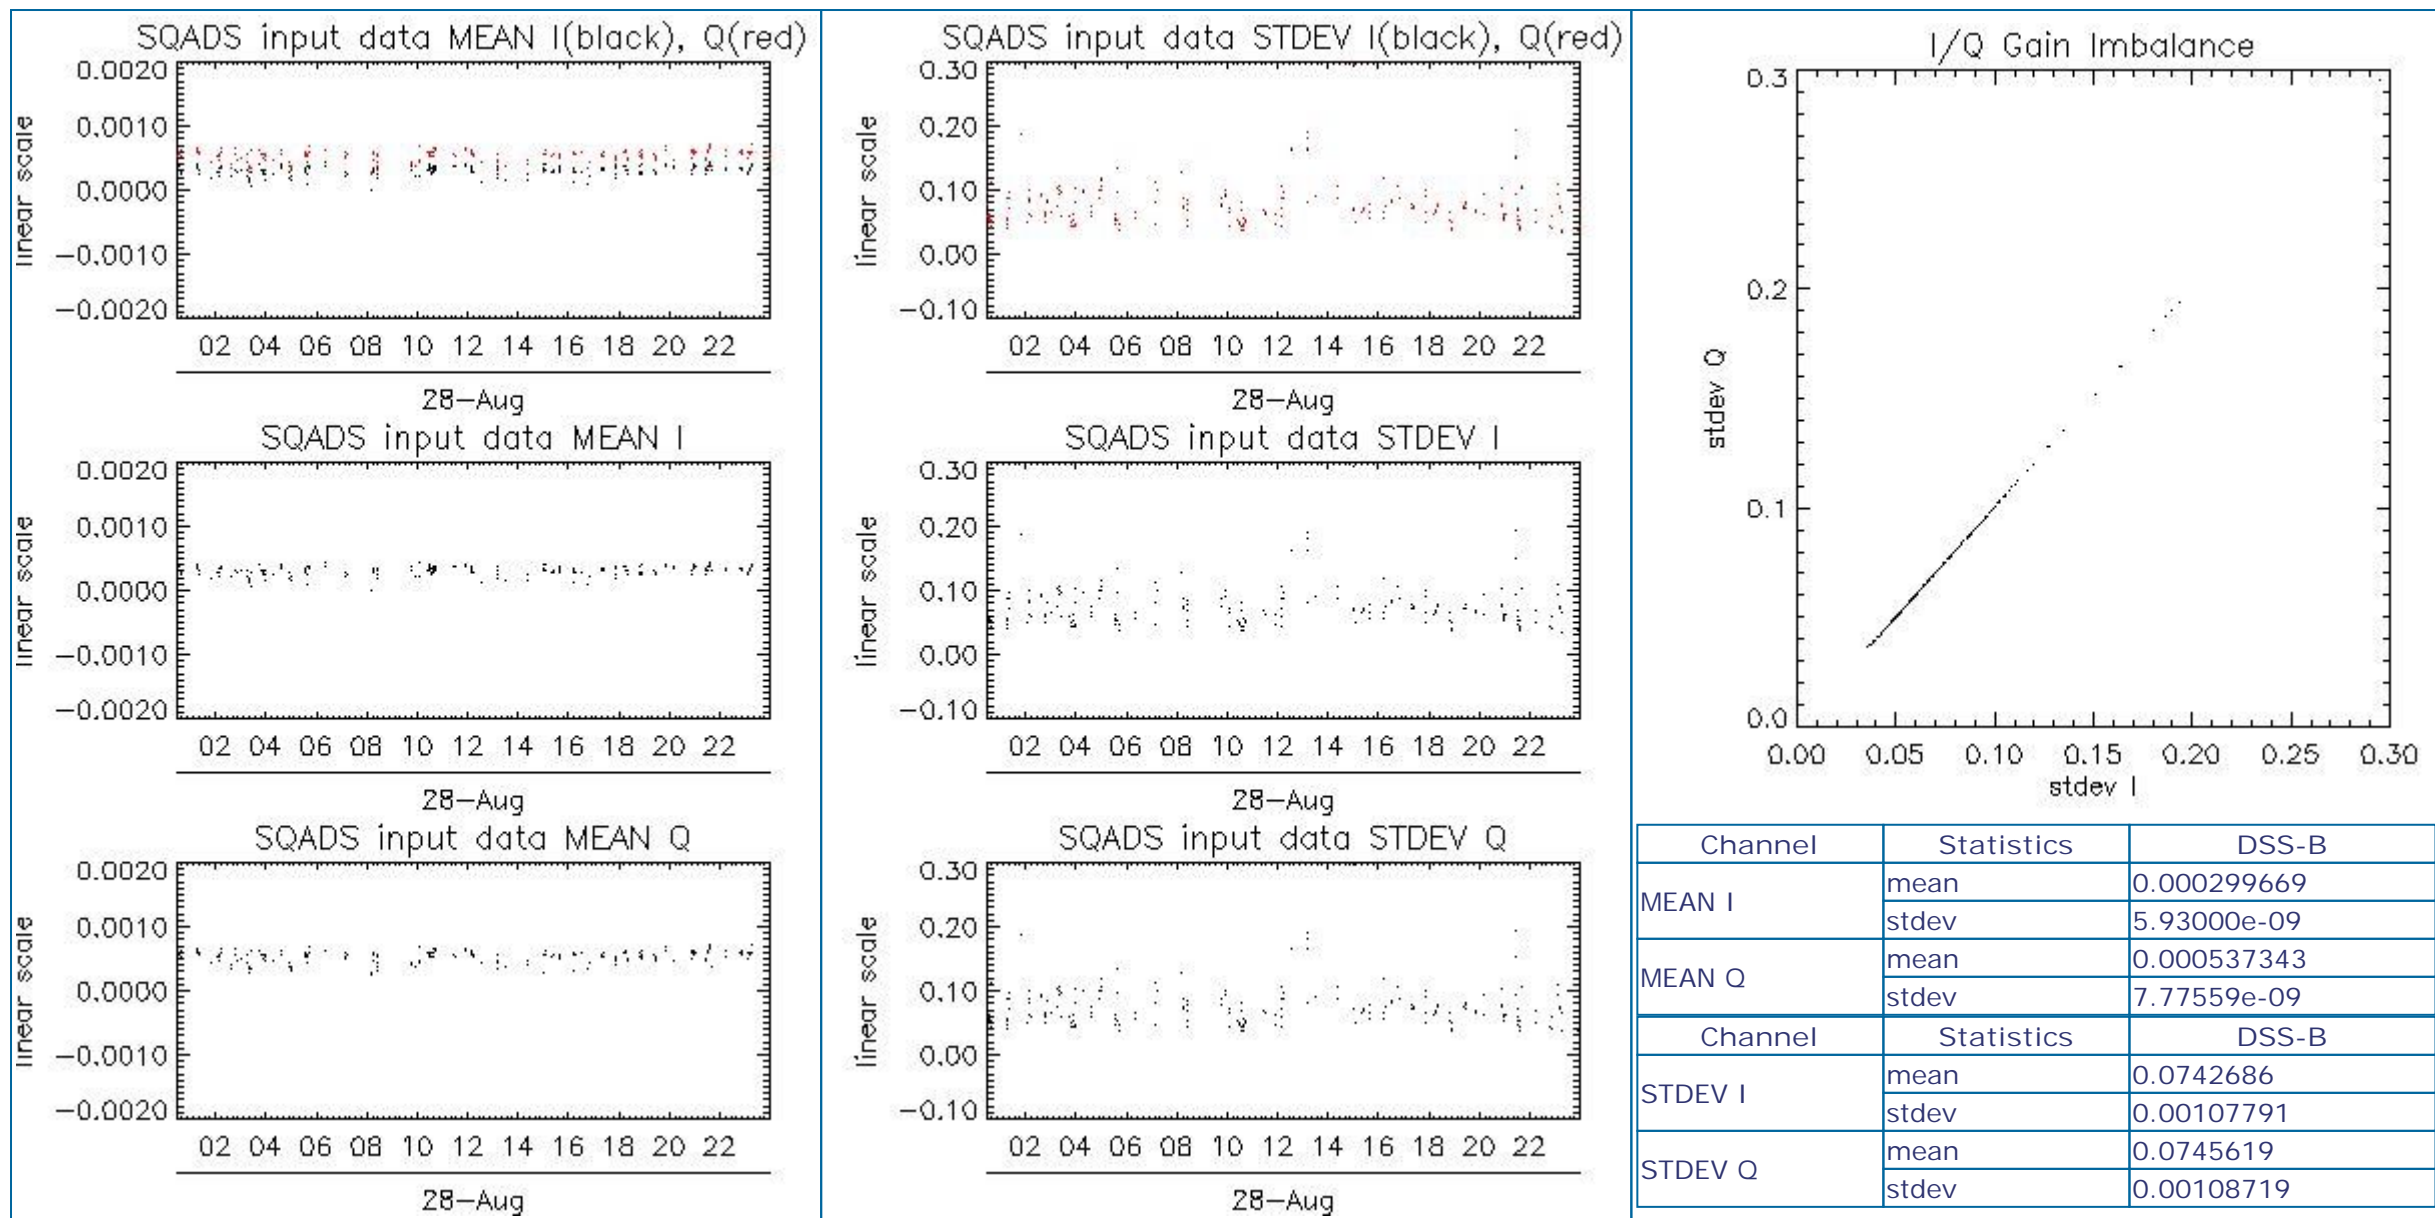 SQADS input data MEAN I(black), Q(red)
linear scale
0.0020
0.0010
0.0000
−0.0010
−0.0020
02 04 06 08 10 12 14 16 18 20 22
28−Aug
SQADS input data MEAN I
linear scale
0.0020
0.0010
0.0000
−0.0010
−0.0020
02 04 06 08 10 12 14 16 18 20 22
28−Aug
SQADS input data MEAN Q
linear scale
0.0020
0.0010
0.0000
−0.0010
−0.0020
02 04 06 08 10 12 14 16 18 20 22
28−Aug
SQADS input data STDEV I(black), Q(red)
linear scale
0.30
0.20
0.10
0.00
−0.10
02 04 06 08 10 12 14 16 18 20 22
28−Aug
SQADS input data STDEV I
linear scale
0.30
0.20
0.10
0.00
−0.10
02 04 06 08 10 12 14 16 18 20 22
28−Aug
SQADS input data STDEV Q
linear scale
0.30
0.20
0.10
0.00
−0.10
02 04 06 08 10 12 14 16 18 20 22
28−Aug
I/Q Gain Imbalance
stdev Q
0.3
0.2
0.1
0.0
0.00 0.05 0.10 0.15 0.20 0.25 0.30
stdev I
Channel Statistics DSS-B
MEAN I mean 0.000299669
stdev 5.93000e-09
MEAN Q mean 0.000537343
stdev 7.77559e-09
Channel Statistics DSS-B
STDEV I mean 0.0742686
stdev 0.00107791
STDEV Q mean 0.0745619
stdev 0.00108719